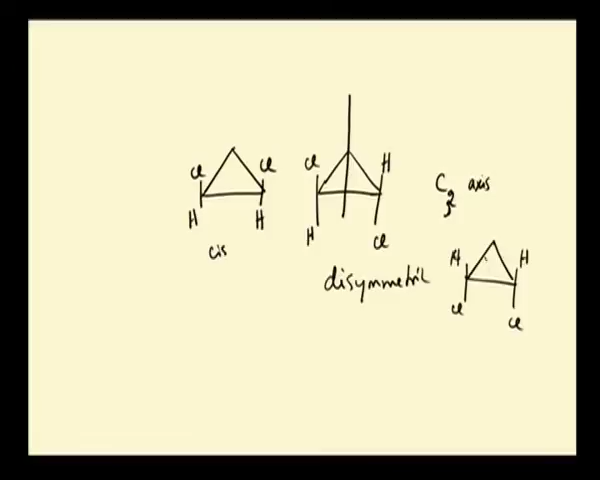 Cl Cl Cl H
H H H Cl
C2 axis
cis
disymmetric
H H
Cl Cl